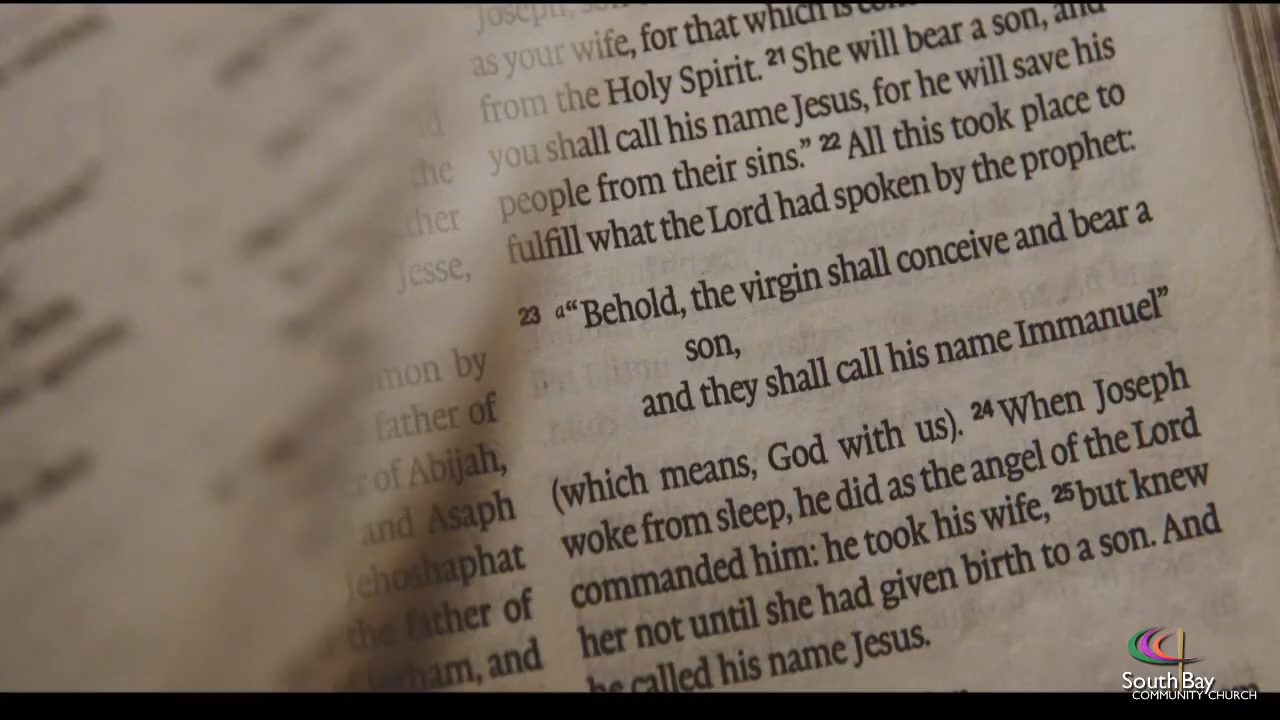 Joseph, son
as your wife, for that which is
from the Holy Spirit. 21 She will bear a son, and
you shall call his name Jesus, for he will save his
people from their sins.” 22 All this took place to
fulfill what the Lord had spoken by the prophet:
23 a“Behold, the virgin shall conceive and bear a
son,
and they shall call his name Immanuel”
(which means, God with us). 24 When Joseph
woke from sleep, he did as the angel of the Lord
commanded him: he took his wife, 25 but knew
her not until she had given birth to a son. And
he called his name Jesus.
the
ther
Jesse,
mon by
father of
of Abijah,
and Asaph
Jehoshaphat
the father of
and
South Bay
COMMUNITY CHURCH